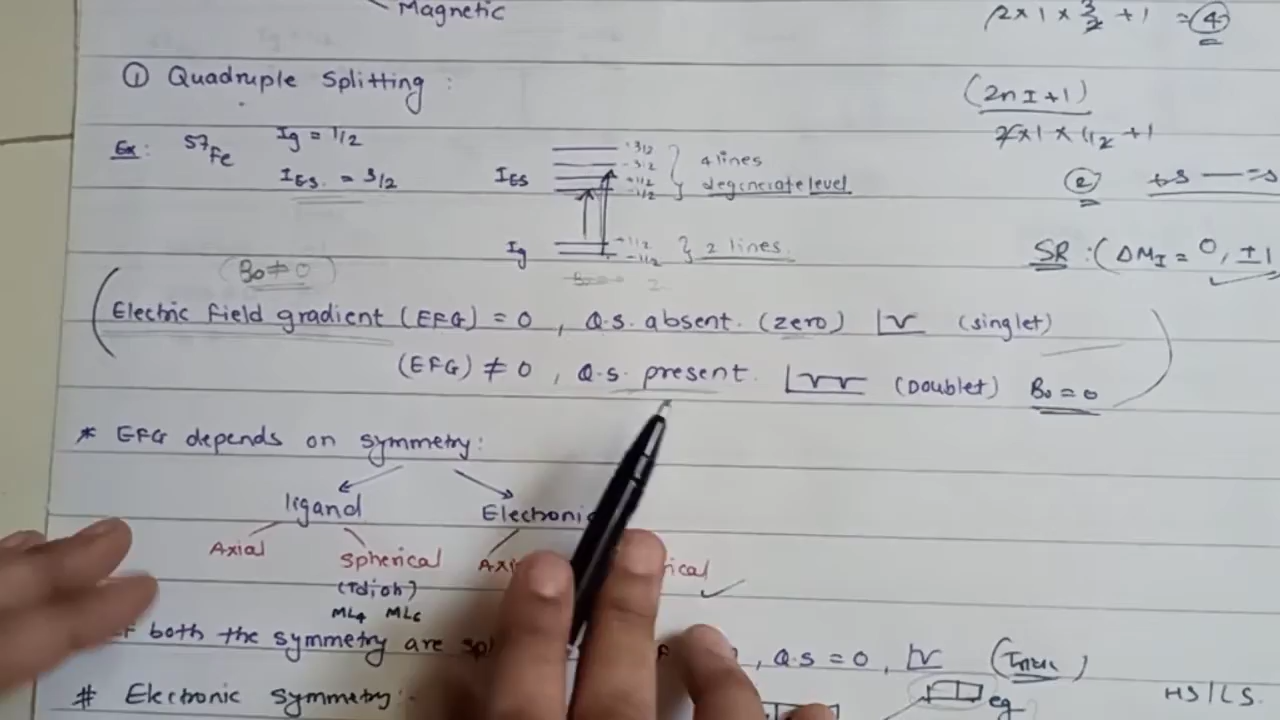 Magnetic
2x1x 3/2 +1 = 4
① Quadruple Splitting :
(2nI+1)
2x1 x 1/2 +1
Ex: 57Fe Ig = 1/2
IES. = 3/2
IES
+3/2
-3/2
+1/2
-1/2
4 lines
degenerate level
②
Ig
+1/2
-1/2
2 lines.
SR :( ΔMI = 0, ±1
B0 ≠ 0
Electric field gradient (EFG) = 0 , Q.S. absent. (zero) (singlet)
(EFG) ≠ 0 , Q.S. present. (Doublet) B0 = 0
* EFG depends on symmetry:
ligand Electronic
Axial Spherical
(Td/Oh)
ML4 ML6
both the symmetry are , Q.S = 0 ,
# Electronic symmetry:-
eg
HS/LS.